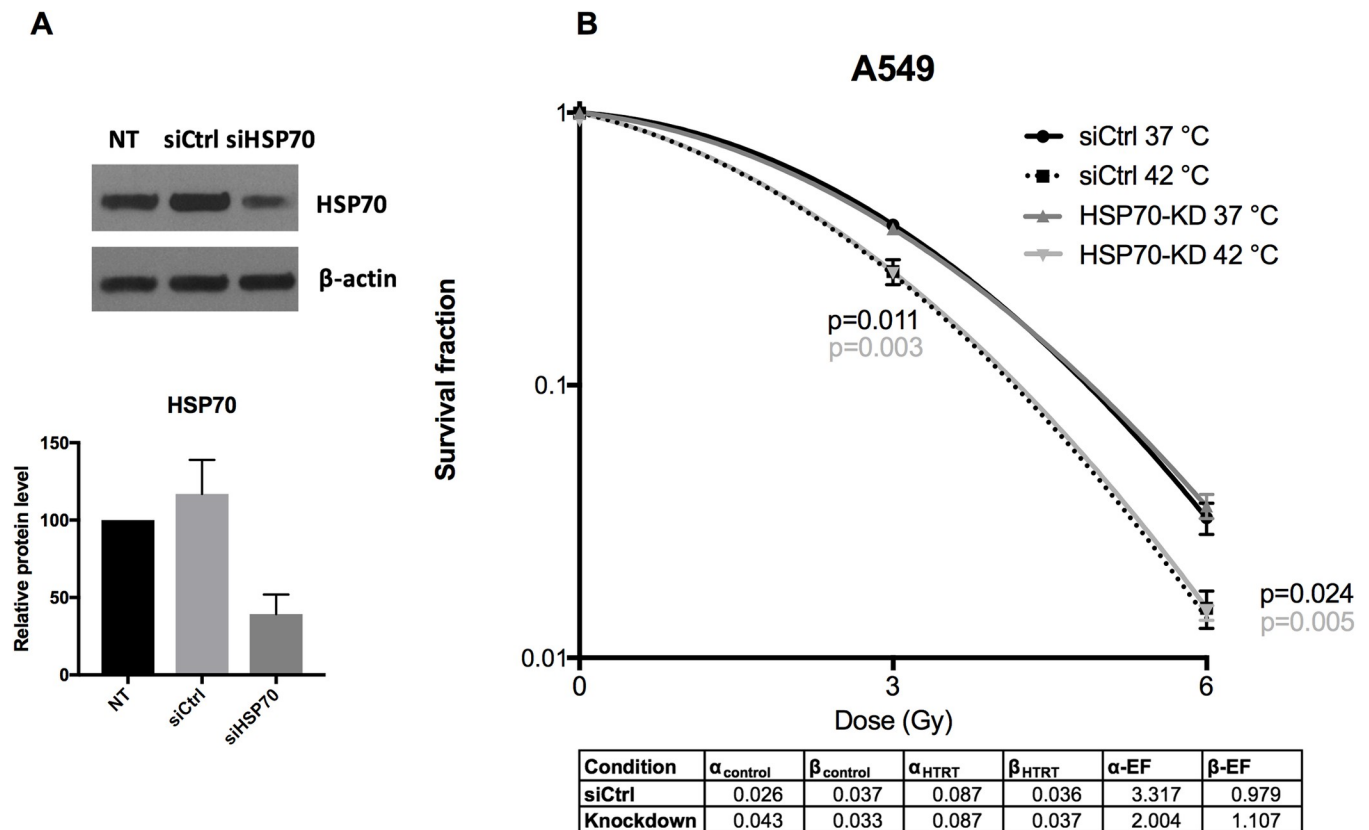 A
NT siCtrl siHSP70
HSP70
β-actin
HSP70
Relative protein level
150
100
50
0
NT
siCtrl
siHSP70
B
A549
Survival fraction
1
0.1
0.01
0
3
6
Dose (Gy)
siCtrl 37 °C
siCtrl 42 °C
HSP70-KD 37 °C
HSP70-KD 42 °C
p=0.011
p=0.003
p=0.024
p=0.005
Condition αcontrol βcontrol αHTRT βHTRT α-EF β-EF
siCtrl 0.026 0.037 0.087 0.036 3.317 0.979
Knockdown 0.043 0.033 0.087 0.037 2.004 1.107